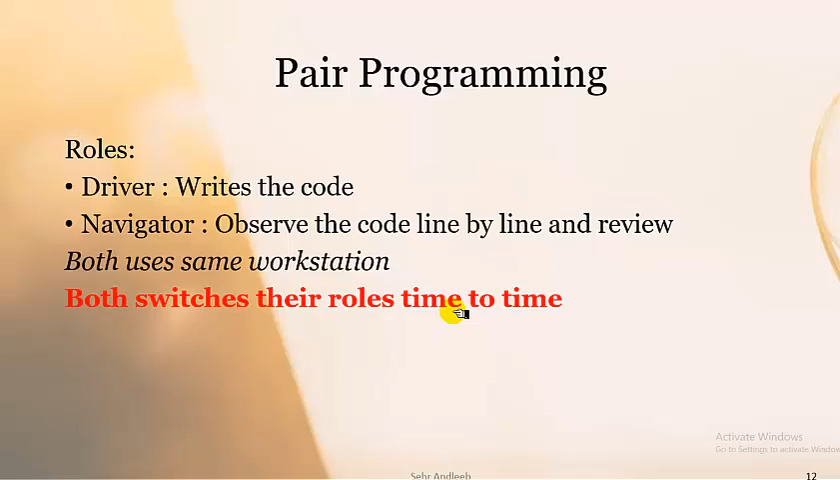 Pair Programming
Roles:
• Driver : Writes the code
• Navigator : Observe the code line by line and review
Both uses same workstation
Both switches their roles time to time
Activate Windows
Go to Settings to activate Window
Sehr Andleeb
12